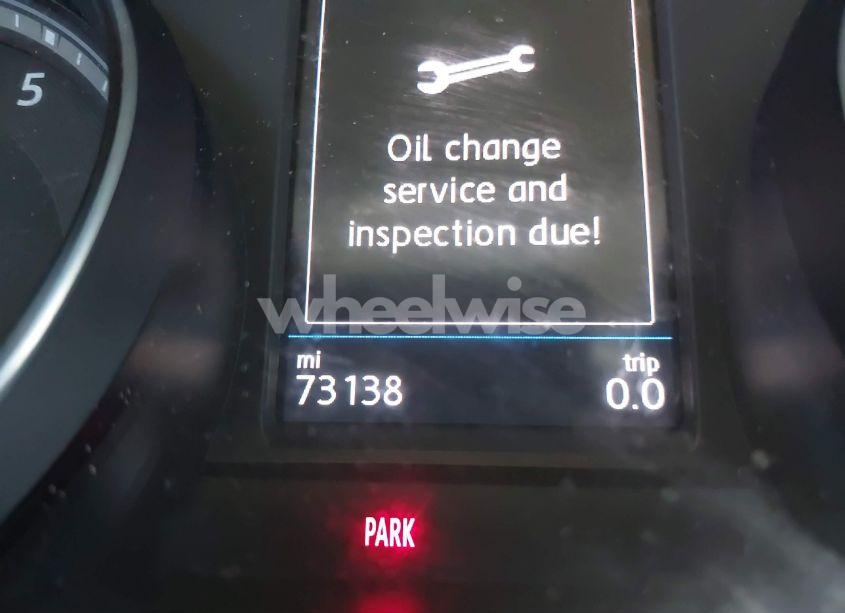 5
Oil change
service and
inspection due!
wheelwise
mi
trip
73138
0.0
PARK